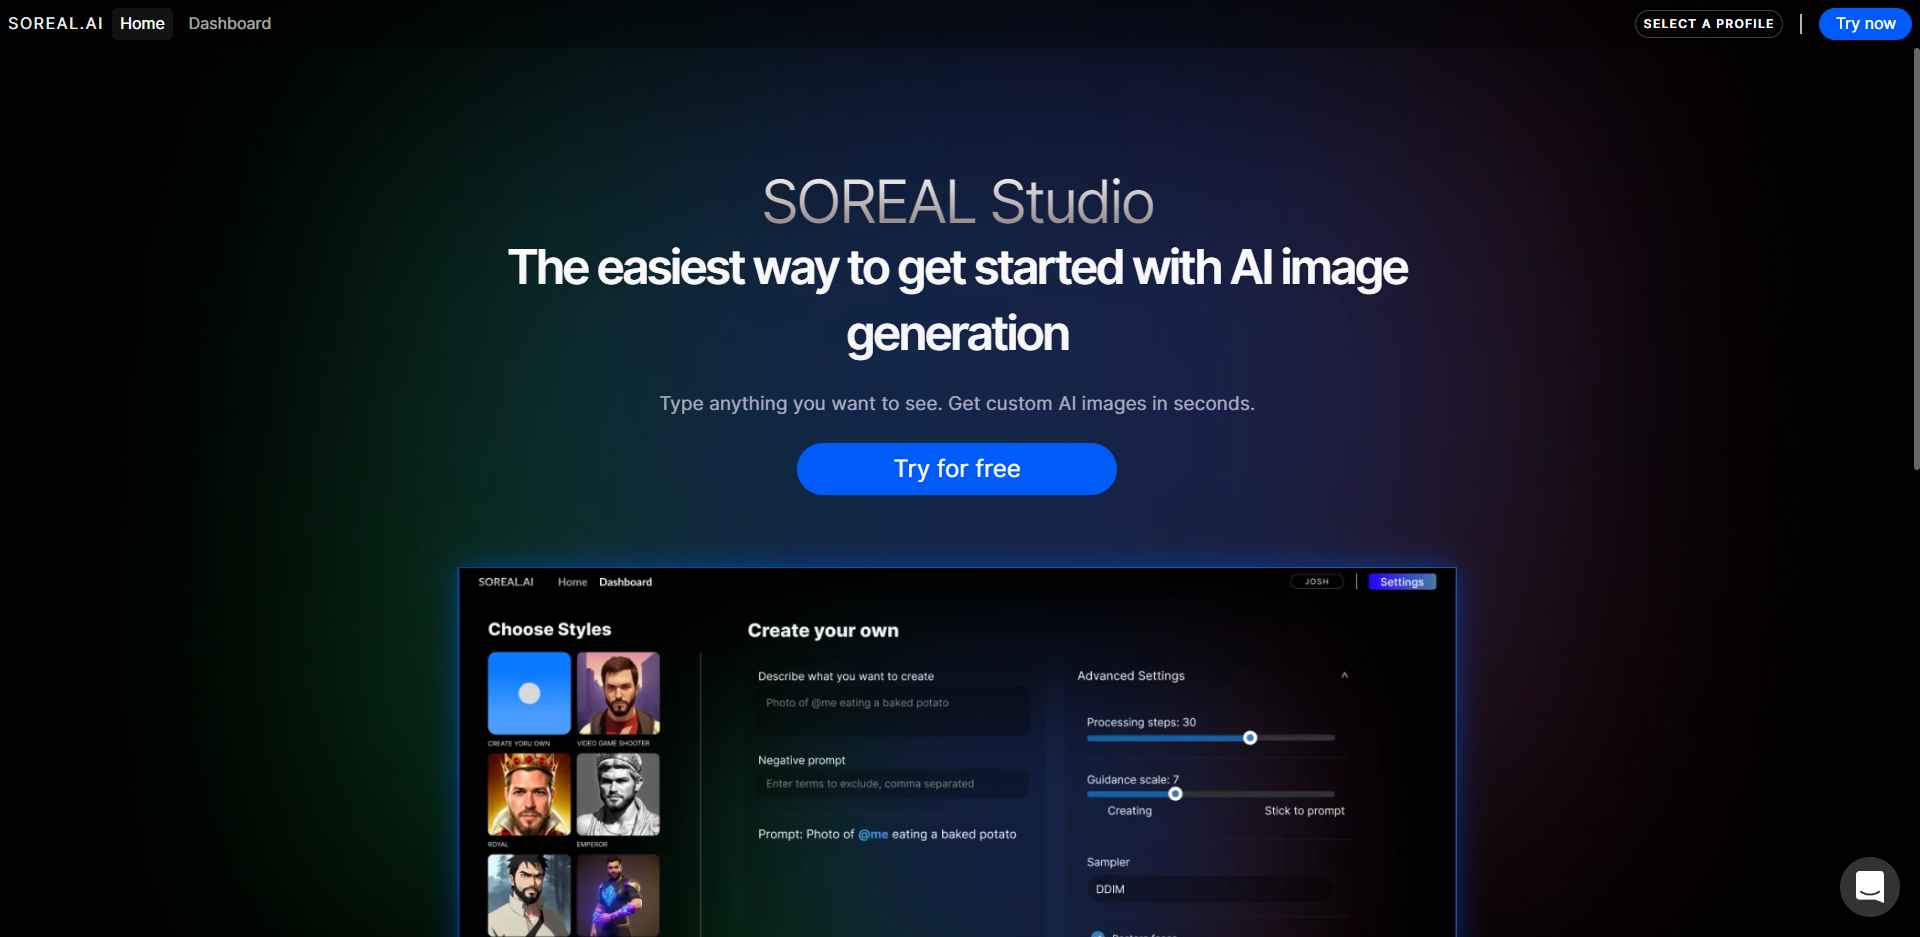 SOREAL.AI Home Dashboard SELECT A PROFILE Try now
SOREAL Studio
The easiest way to get started with AI image
generation
Type anything you want to see. Get custom AI images in seconds.
Try for free
SOREAL.AI Home Dashboard JOSH Settings
Choose Styles
CREATE YORU OWN
VIDEO GAME SHOOTER
ROYAL
EMPEROR
Create your own
Describe what you want to create
Photo of @me eating a baked potato
Negative prompt
Enter terms to exclude, comma separated
Prompt: Photo of @me eating a baked potato
Advanced Settings
Processing steps: 30
Guidance scale: 7
Creating
Stick to prompt
Sampler
DDIM